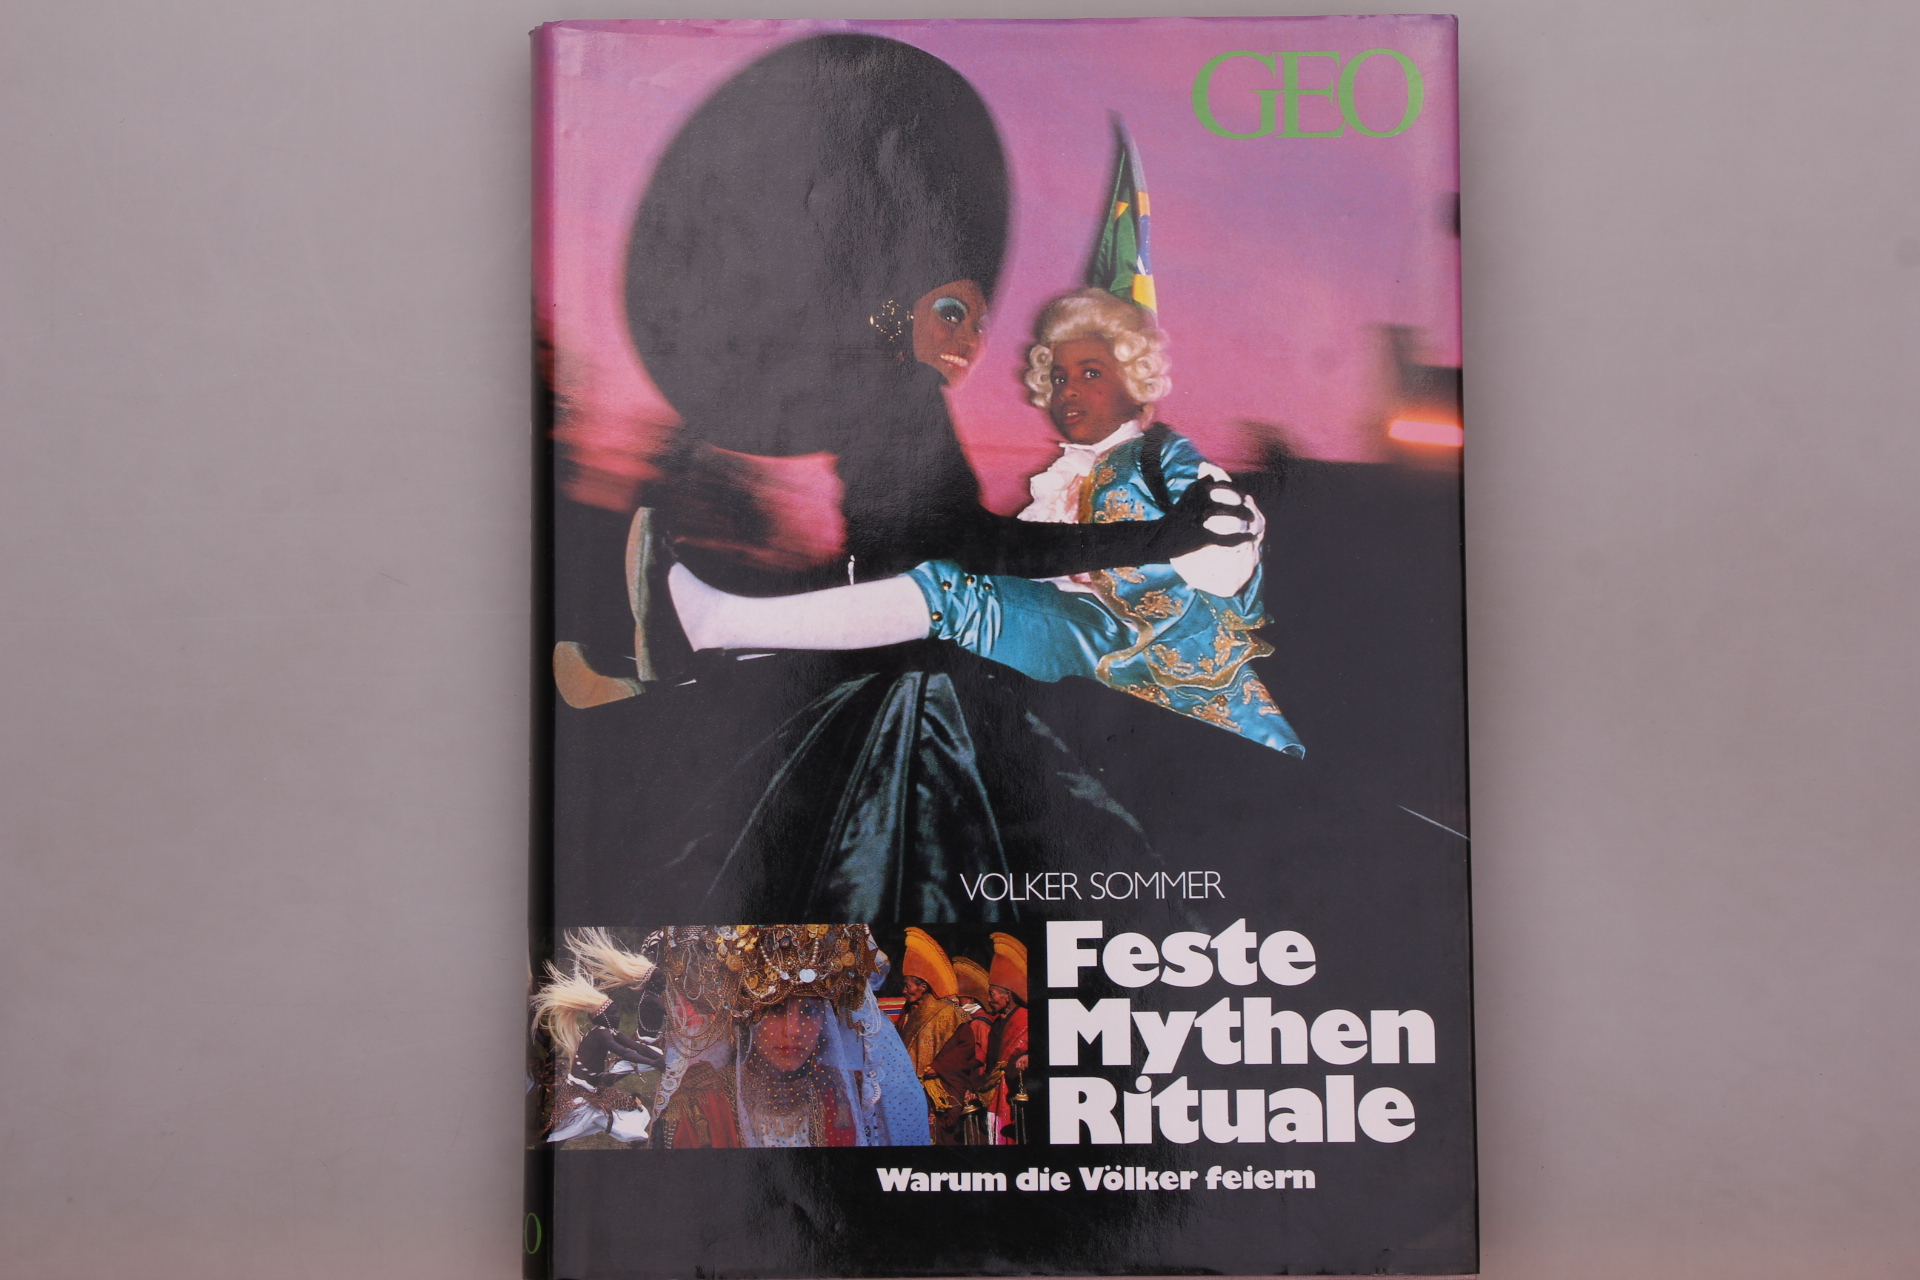 GEO
VOLKER SOMMER
Feste
Mythen
Rituale
Warum die Völker feiern